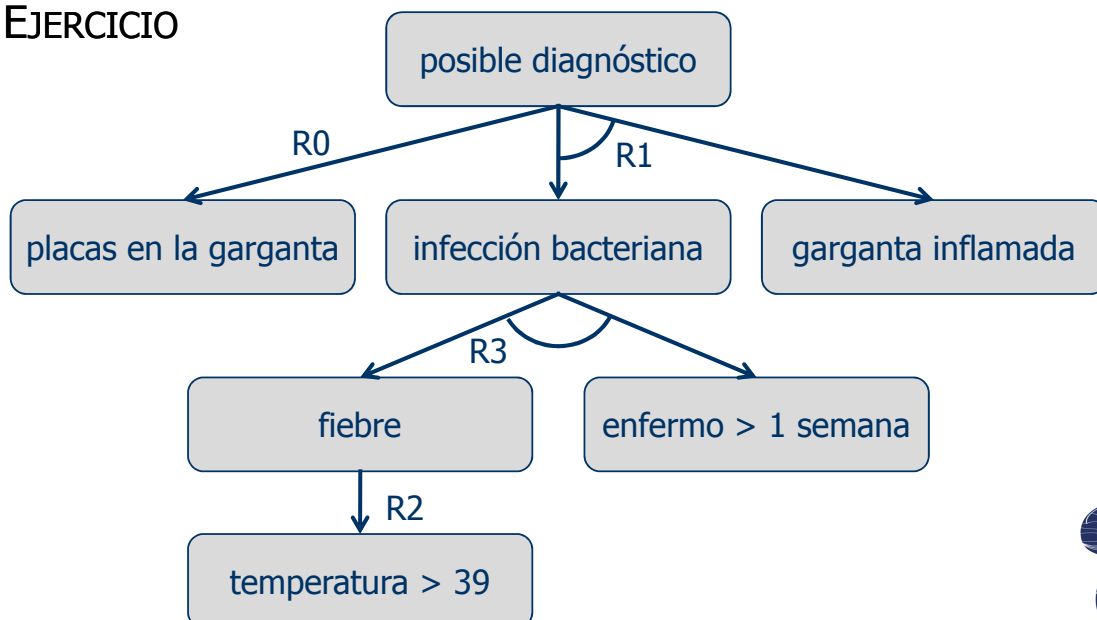 EJERCICIO
posible diagnóstico
R0
R1
placas en la garganta
infección bacteriana
garganta inflamada
R3
fiebre
enfermo > 1 semana
R2
temperatura > 39